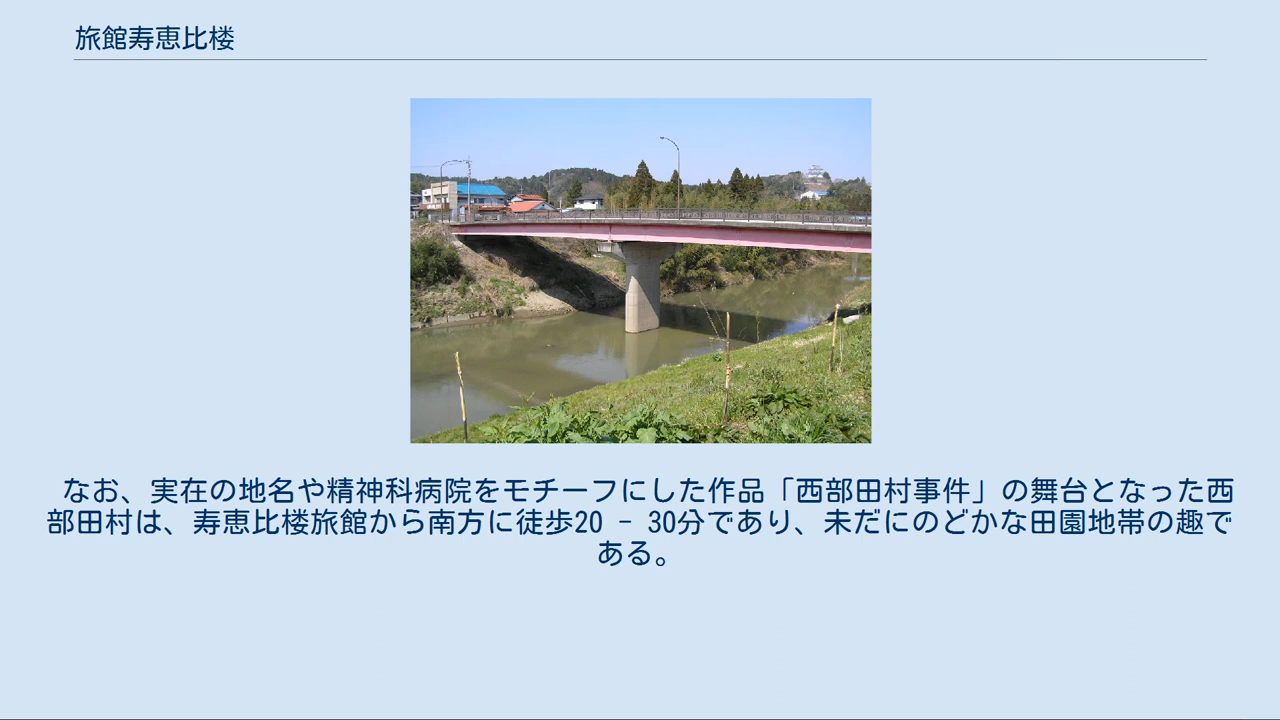 旅館寿恵比楼
なお、実在の地名や精神科病院をモチーフにした作品「西部田村事件」の舞台となった西
部田村は、寿恵比楼旅館から南方に徒歩20 - 30分であり、未だにのどかな田園地帯の趣で
ある。